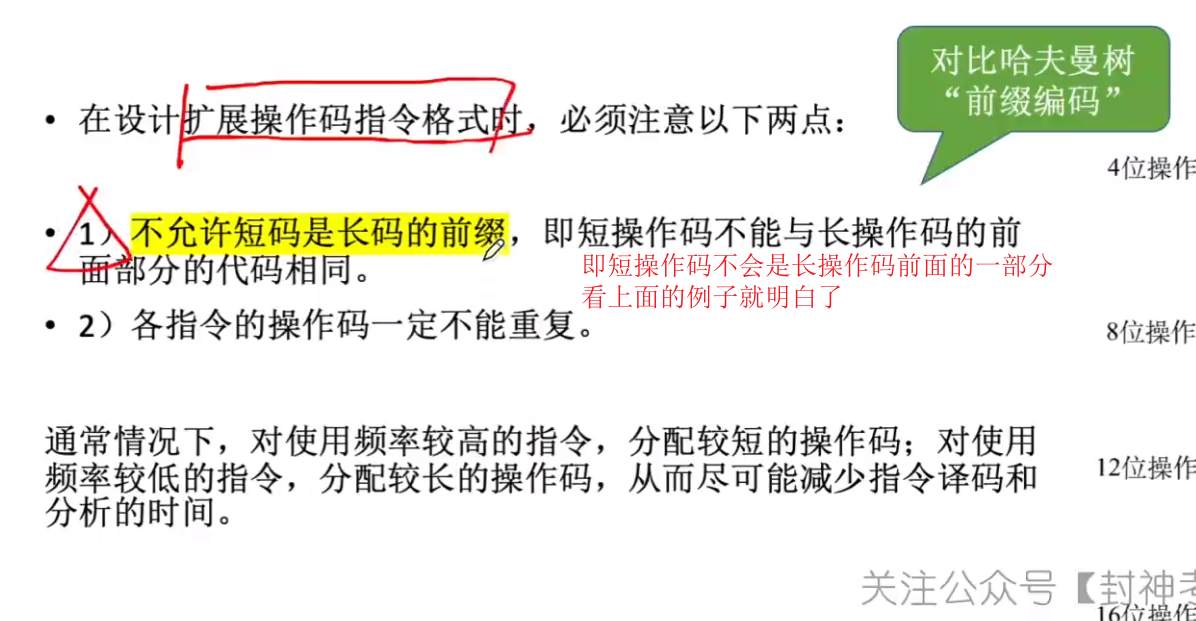 对比哈夫曼树
“前缀编码”
• 在设计扩展操作码指令格式时，必须注意以下两点：
4位操作
• 1）不允许短码是长码的前缀，即短操作码不能与长操作码的前
面部分的代码相同。
即短操作码不会是长操作码前面的一部分
看上面的例子就明白了
• 2）各指令的操作码一定不能重复。
8位操作
通常情况下，对使用频率较高的指令，分配较短的操作码；对使用
频率较低的指令，分配较长的操作码，从而尽可能减少指令译码和
分析的时间。
12位操作
关注公众号【封神考
16位操作